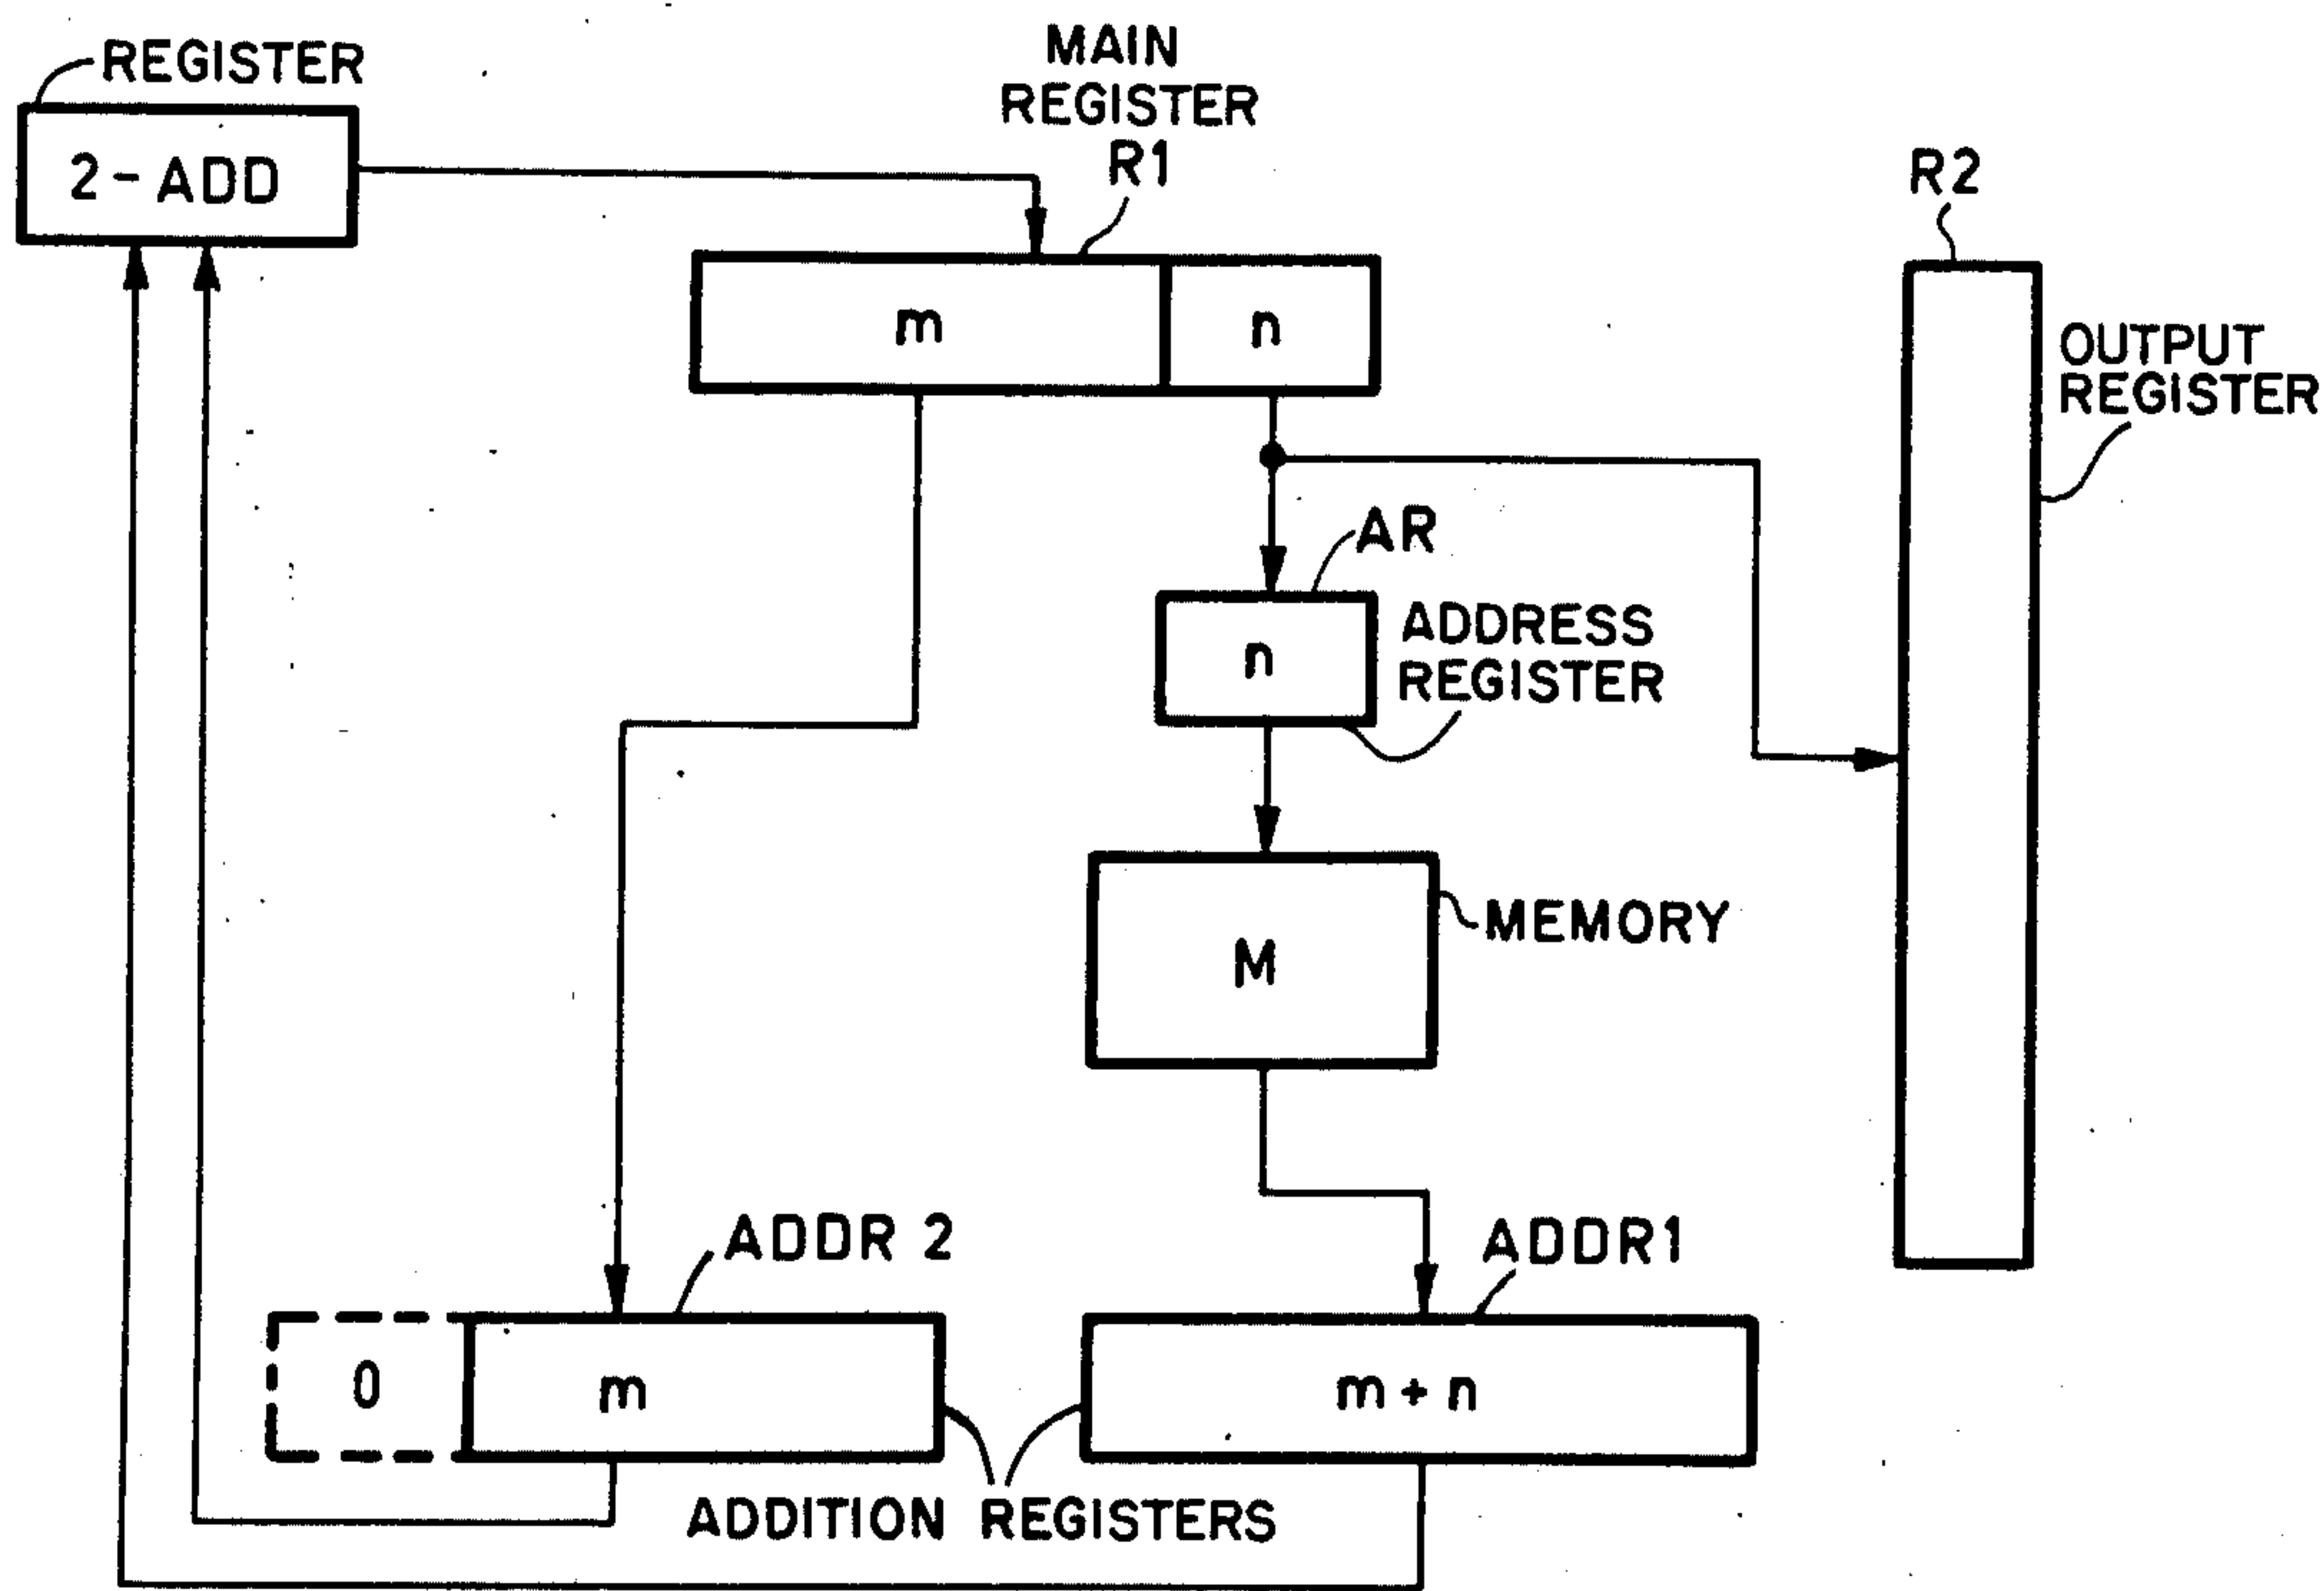 REGISTER
2-ADD
MAIN
REGISTER
R1
R2
m
n
OUTPUT
REGISTER
AR
n
ADDRESS
REGISTER
M
MEMORY
ADDR 2
ADDR1
0
m
m + n
ADDITION REGISTERS